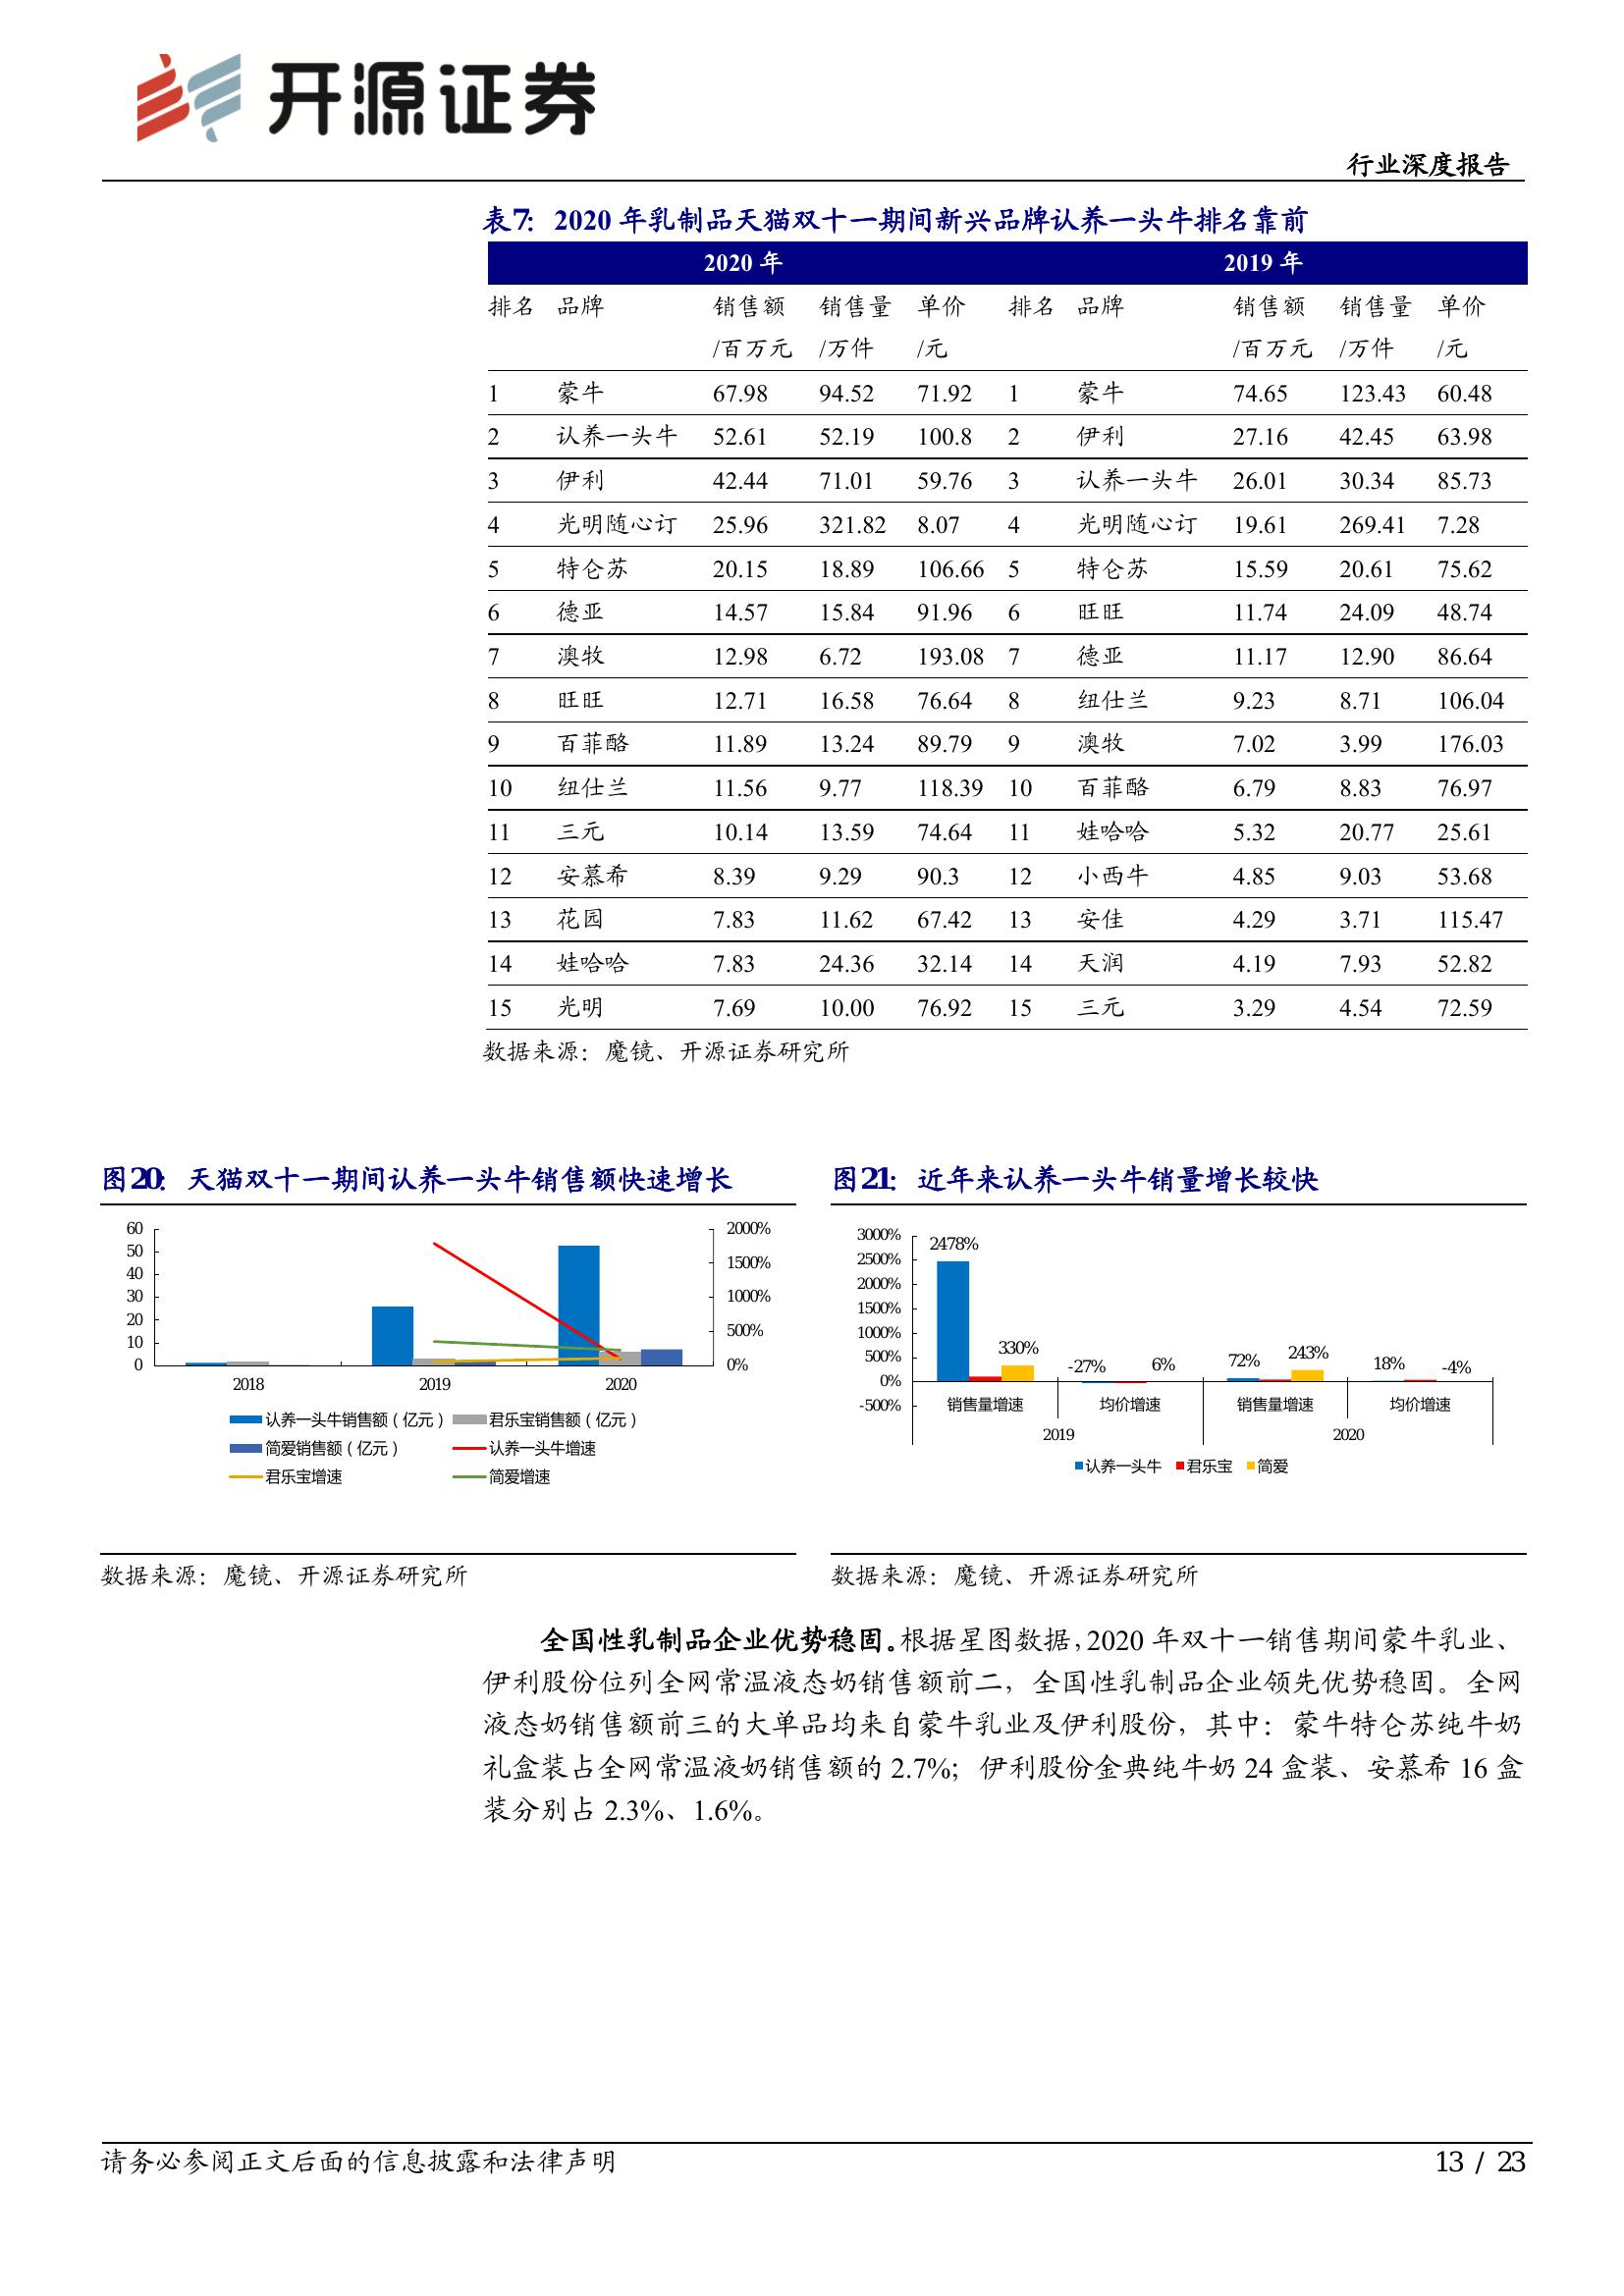 开源证券
行业深度报告
表7: 2020 年乳制品天猫双十一期间新兴品牌认养一头牛排名靠前
2020 年 2019 年
排名 品牌 销售额 销售量 单价 排名 品牌 销售额 销售量 单价
/百万元 /万件 /元 /百万元 /万件 /元
1 蒙牛 67.98 94.52 71.92 1 蒙牛 74.65 123.43 60.48
2 认养一头牛 52.61 52.19 100.8 2 伊利 27.16 42.45 63.98
3 伊利 42.44 71.01 59.76 3 认养一头牛 26.01 30.34 85.73
4 光明随心订 25.96 321.82 8.07 4 光明随心订 19.61 269.41 7.28
5 特仑苏 20.15 18.89 106.66 5 特仑苏 15.59 20.61 75.62
6 德亚 14.57 15.84 91.96 6 旺旺 11.74 24.09 48.74
7 澳牧 12.98 6.72 193.08 7 德亚 11.17 12.90 86.64
8 旺旺 12.71 16.58 76.64 8 纽仕兰 9.23 8.71 106.04
9 百菲酪 11.89 13.24 89.79 9 澳牧 7.02 3.99 176.03
10 纽仕兰 11.56 9.77 118.39 10 百菲酪 6.79 8.83 76.97
11 三元 10.14 13.59 74.64 11 娃哈哈 5.32 20.77 25.61
12 安慕希 8.39 9.29 90.3 12 小西牛 4.85 9.03 53.68
13 花园 7.83 11.62 67.42 13 安佳 4.29 3.71 115.47
14 娃哈哈 7.83 24.36 32.14 14 天润 4.19 7.93 52.82
15 光明 7.69 10.00 76.92 15 三元 3.29 4.54 72.59
数据来源：魔镜、开源证券研究所
图20: 天猫双十一期间认养一头牛销售额快速增长
60 2000%
50
40 1500%
30 1000%
20
10 500%
0 0%
2018 2019 2020
认养一头牛销售额（亿元） 君乐宝销售额（亿元）
简爱销售额（亿元） 认养一头牛增速
君乐宝增速 简爱增速
数据来源：魔镜、开源证券研究所
图21: 近年来认养一头牛销量增长较快
3000%
2500%
2000%
1500%
1000%
500%
0%
-500%
2478% 330% -27% 6% 72% 243% 18% -4%
销售量增速 均价增速 销售量增速 均价增速
2019 2020
认养一头牛 君乐宝 简爱
数据来源：魔镜、开源证券研究所
全国性乳制品企业优势稳固。根据星图数据，2020 年双十一销售期间蒙牛乳业、
伊利股份位列全网常温液态奶销售额前二，全国性乳制品企业领先优势稳固。全网
液态奶销售额前三的大单品均来自蒙牛乳业及伊利股份，其中：蒙牛特仑苏纯牛奶
礼盒装占全网常温液奶销售额的 2.7%；伊利股份金典纯牛奶 24 盒装、安慕希 16 盒
装分别占 2.3%、1.6%。
请务必参阅正文后面的信息披露和法律声明
13 / 23